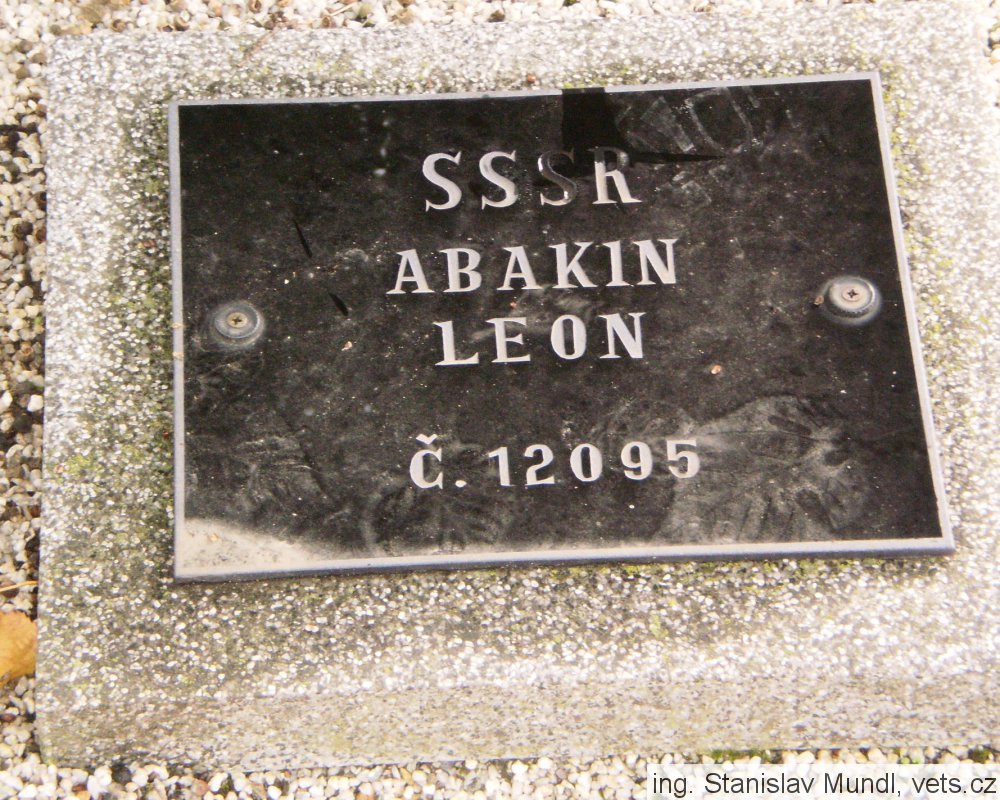 SSSR
ABAKIN
LEON
Č. 12095
ing. Stanislav Mundl, vets.cz